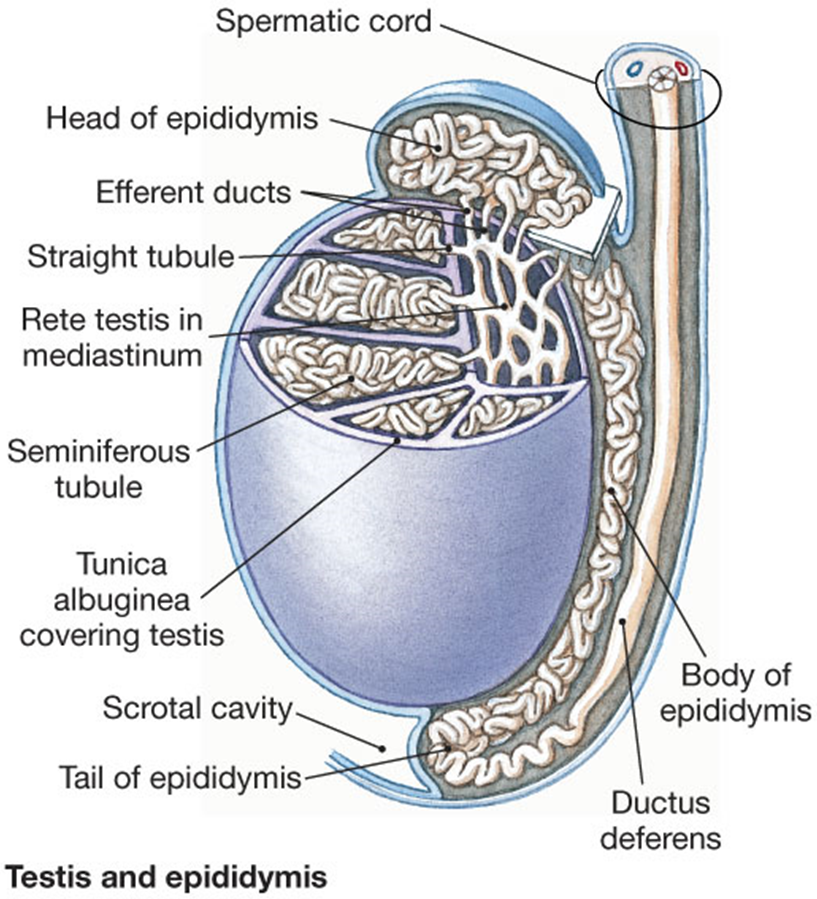 Spermatic cord
Head of epididymis
Efferent ducts
Straight tubule
Rete testis in
mediastinum
Seminiferous
tubule
Tunica
albuginea
covering testis
Scrotal cavity
Tail of epididymis
Body of
epididymis
Ductus
deferens
Testis and epididymis